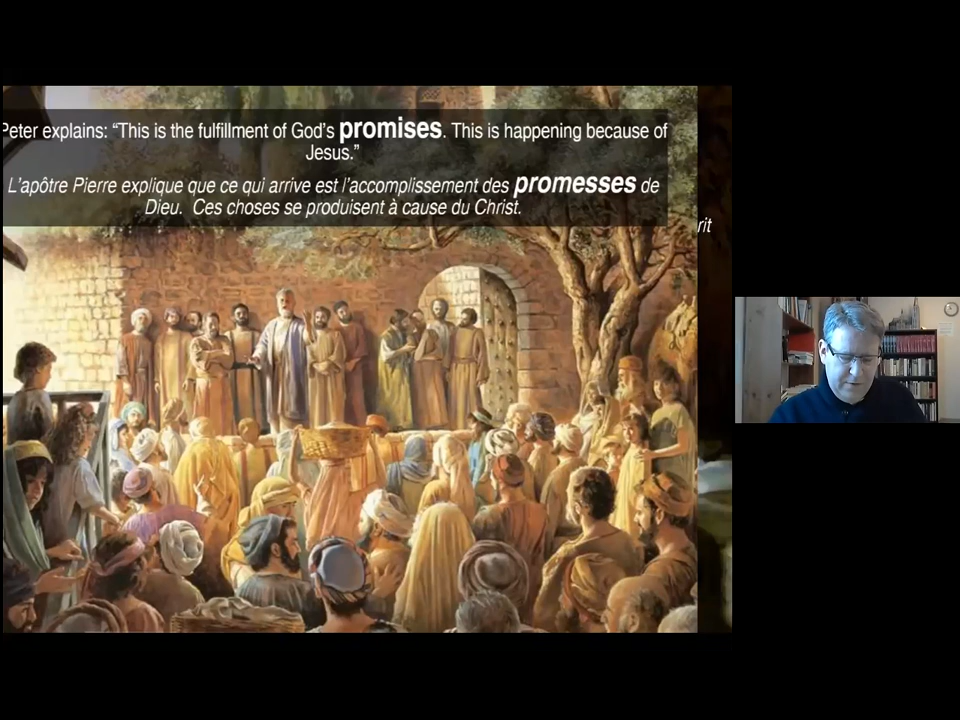 Peter explains: “This is the fulfillment of God’s promises. This is happening because of
Jesus.”
L’apôtre Pierre explique que ce qui arrive est l’accomplissement des promesses de
Dieu. Ces choses se produisent à cause du Christ.
rit